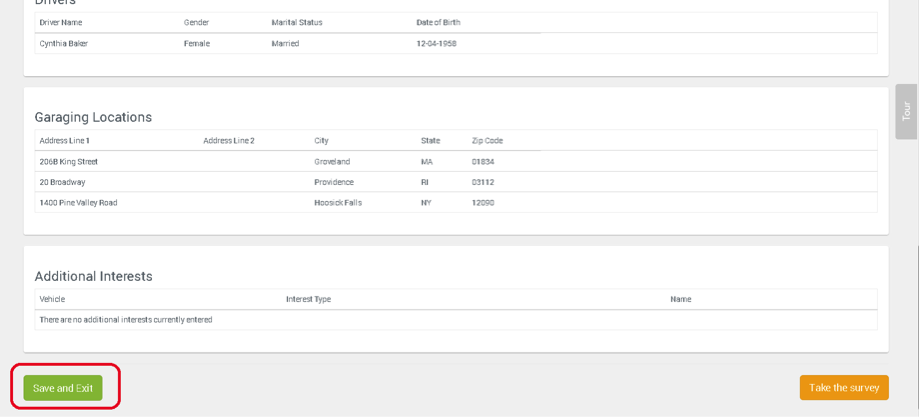 Drivers
Driver Name Gender Marital Status Date of Birth
Cynthia Baker Female Married 12-04-1958
Garaging Locations
Address Line 1 Address Line 2 City State Zip Code
206B King Street Groveland MA 01834
20 Broadway Providence RI 03112
1400 Pine Valley Road Hoosick Falls NY 12090
Additional Interests
Vehicle Interest Type Name
There are no additional interests currently entered
Save and Exit Take the survey
Tour